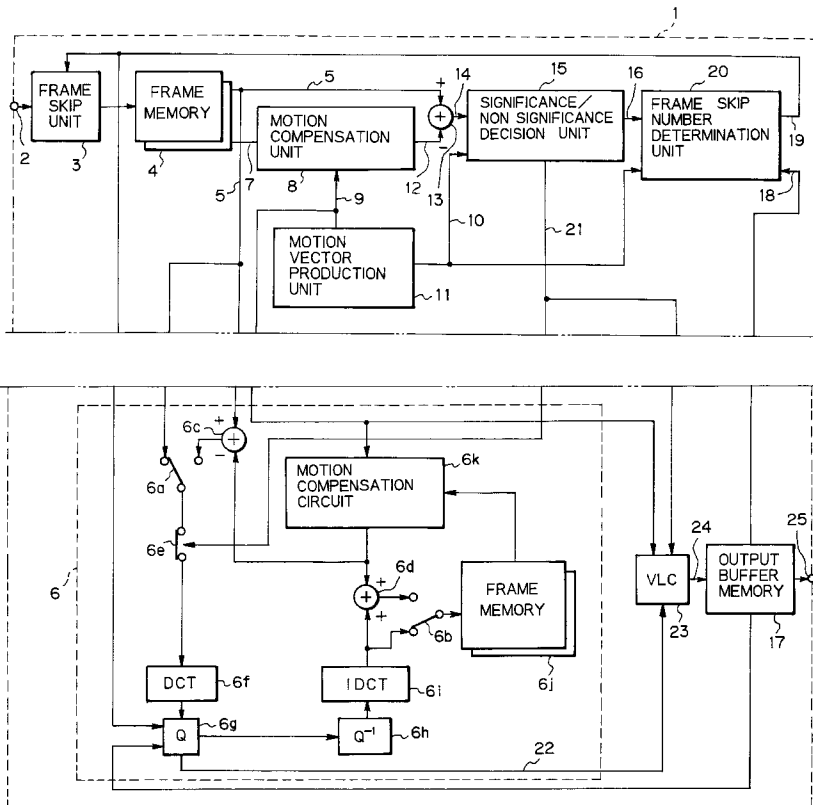 1
FRAME
SKIP
UNIT
2
3
FRAME
MEMORY
4
5
5
7
MOTION
COMPENSATION
UNIT
8
9
12
+
+
-
13
14
15
SIGNIFICANCE/
NON SIGNIFICANCE
DECISION UNIT
16
20
FRAME SKIP
NUMBER
DETERMINATION
UNIT
19
18
10
21
MOTION
VECTOR
PRODUCTION
UNIT
11
6
6a
6c
+
+
-
6e
MOTION
COMPENSATION
CIRCUIT
6k
+
+
+
6d
6b
FRAME
MEMORY
6j
DCT
6f
Q
6g
IDCT
6i
Q-1
6h
22
VLC
23
24
OUTPUT
BUFFER
MEMORY
17
25